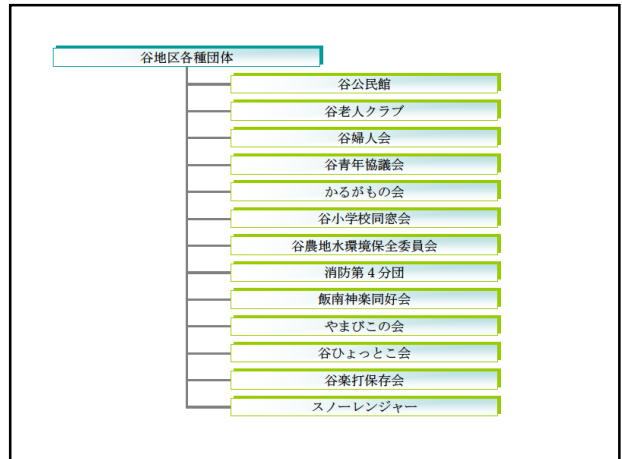 谷地区各種団体
谷公民館
谷老人クラブ
谷婦人会
谷青年協議会
かるがもの会
谷小学校同窓会
谷農地水環境保全委員会
消防第４分団
飯南神楽同好会
やまびこの会
谷ひょっとこ会
谷楽打保存会
スノーレンジャー